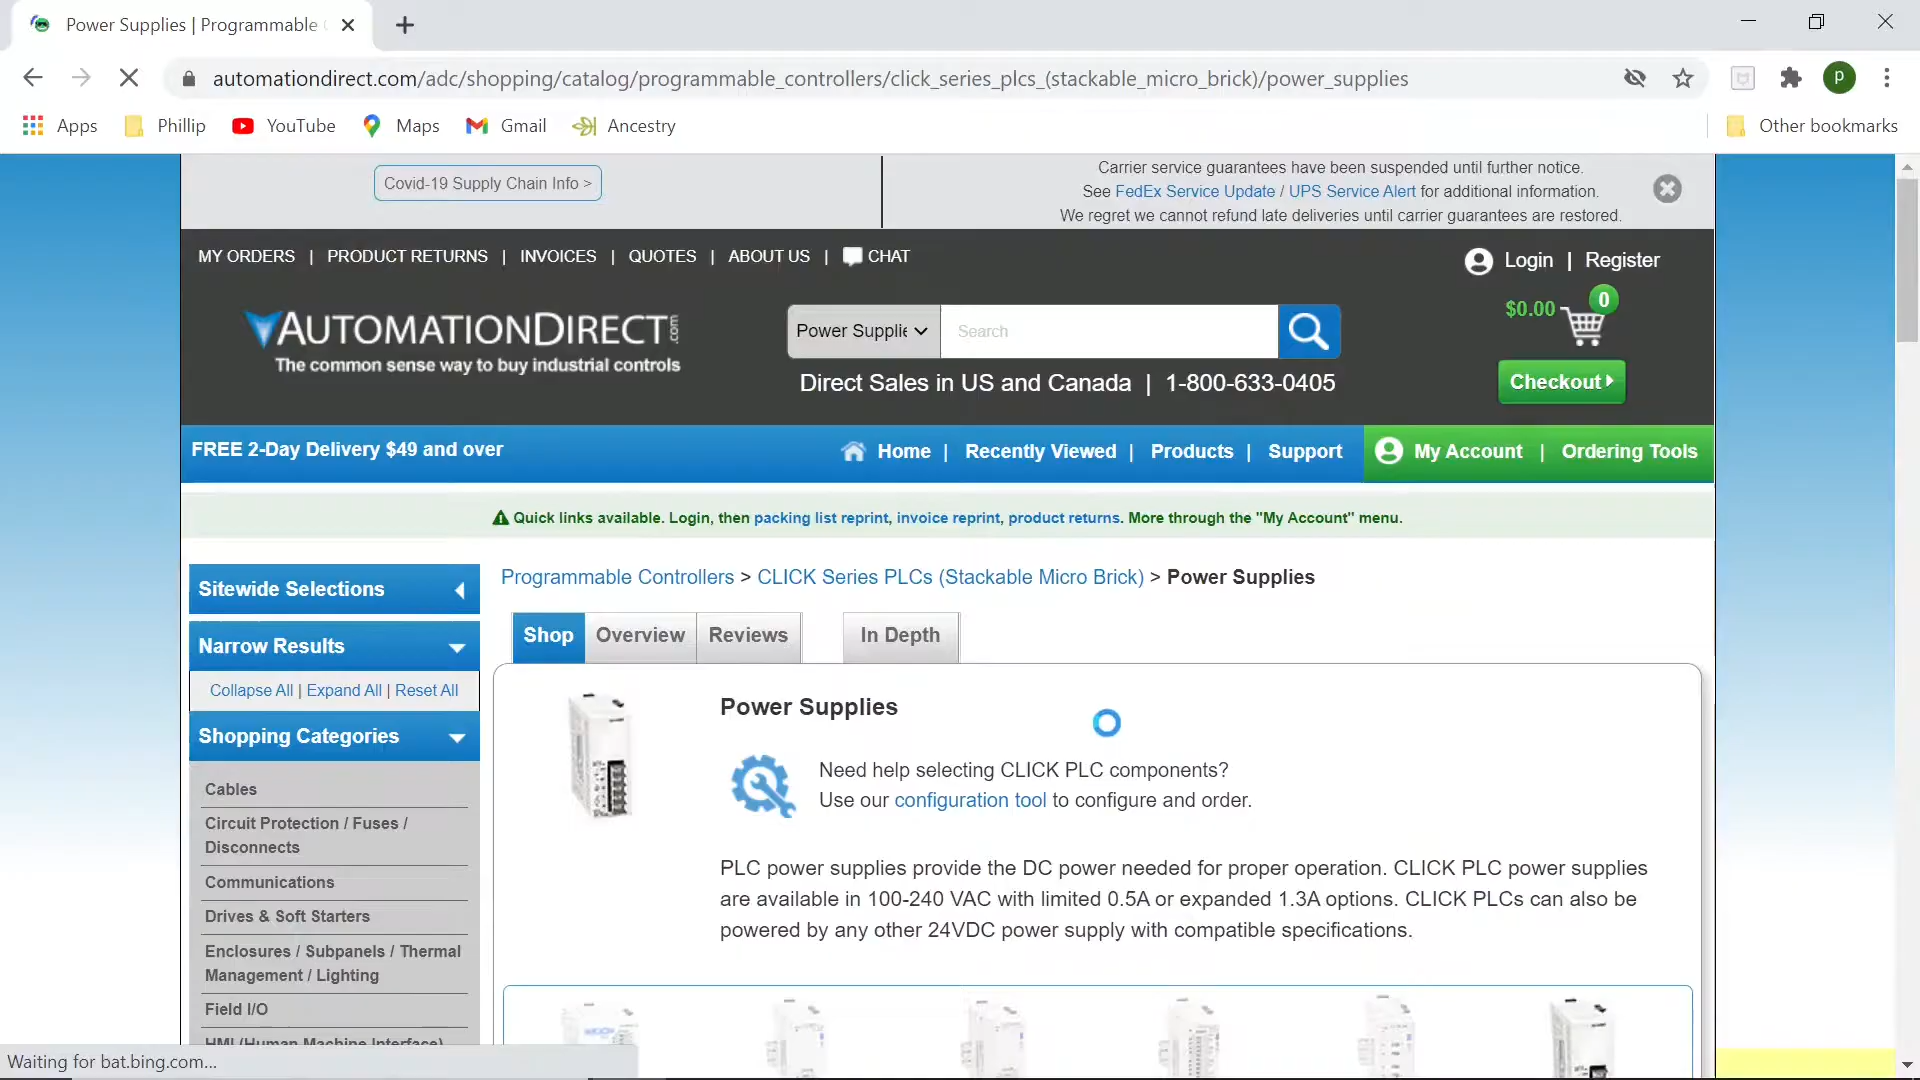 Power Supplies | Programmable
automationdirect.com/adc/shopping/catalog/programmable_controllers/click_series_plcs_(stackable_micro_brick)/power_supplies
P
Apps Phillip YouTube Maps Gmail Ancestry Other bookmarks
Covid-19 Supply Chain Info >
Carrier service guarantees have been suspended until further notice.
See FedEx Service Update / UPS Service Alert for additional information.
We regret we cannot refund late deliveries until carrier guarantees are restored.
MY ORDERS | PRODUCT RETURNS | INVOICES | QUOTES | ABOUT US | CHAT
Login | Register
$0.00 0
AUTOMATIONDIRECT.com
The common sense way to buy industrial controls
Power Supplie Search
Direct Sales in US and Canada | 1-800-633-0405
Checkout
FREE 2-Day Delivery $49 and over
Home | Recently Viewed | Products | Support
My Account | Ordering Tools
Quick links available. Login, then packing list reprint, invoice reprint, product returns. More through the "My Account" menu.
Sitewide Selections
Narrow Results
Collapse All | Expand All | Reset All
Shopping Categories
Cables
Circuit Protection / Fuses /
Disconnects
Communications
Drives & Soft Starters
Enclosures / Subpanels / Thermal
Management / Lighting
Field I/O
HMI (Human Machine Interface)
Programmable Controllers > CLICK Series PLCs (Stackable Micro Brick) > Power Supplies
Shop Overview Reviews In Depth
Power Supplies
Need help selecting CLICK PLC components?
Use our configuration tool to configure and order.
PLC power supplies provide the DC power needed for proper operation. CLICK PLC power supplies
are available in 100-240 VAC with limited 0.5A or expanded 1.3A options. CLICK PLCs can also be
powered by any other 24VDC power supply with compatible specifications.
Waiting for bat.bing.com...